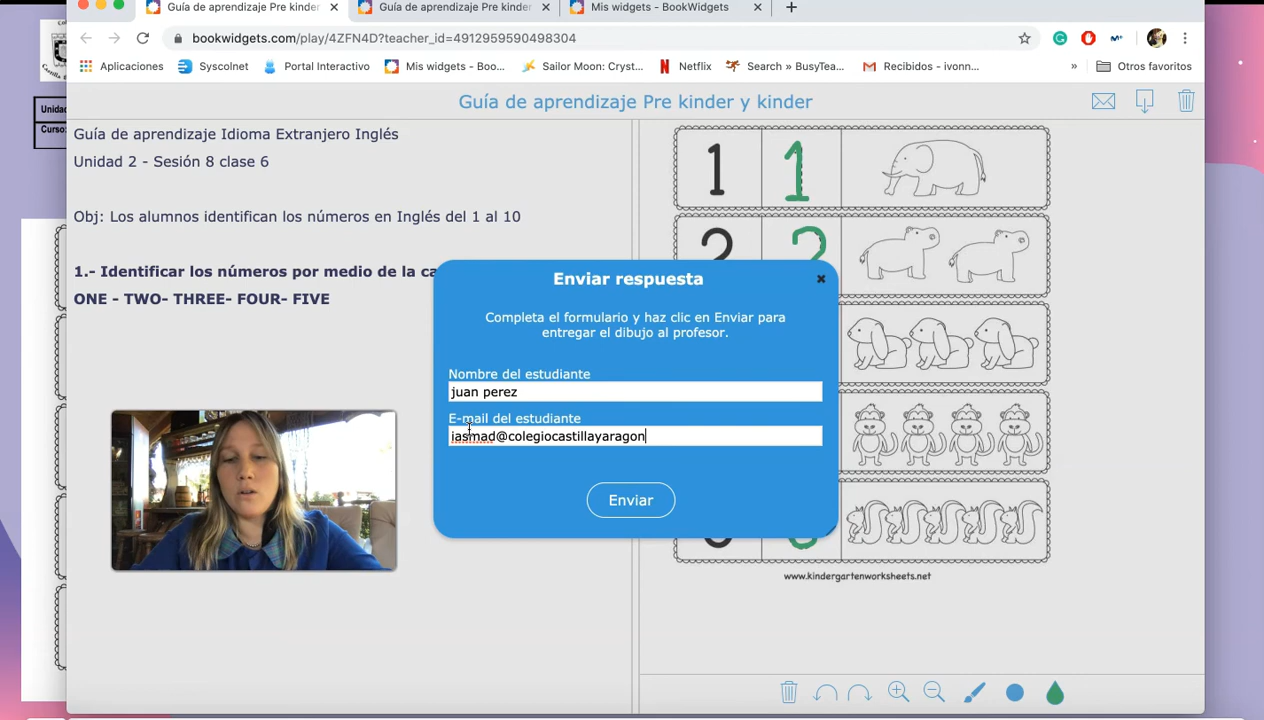 Guía de aprendizaje Pre kinder
Guía de aprendizaje Pre kinder
Mis widgets - BookWidgets
bookwidgets.com/play/4ZFN4D?teacher_id=4912959590498304
Aplicaciones
Syscolnet
Portal Interactivo
Mis widgets - Boo...
Sailor Moon: Cryst...
Netflix
Search » BusyTea...
Recibidos - ivonn...
»
Otros favoritos
Unida
Curso:
Guía de aprendizaje Pre kinder y kinder
Guía de aprendizaje Idioma Extranjero Inglés
Unidad 2 - Sesión 8 clase 6
Obj: Los alumnos identifican los números en Inglés del 1 al 10
1.- Identificar los números por medio de la ca
ONE - TWO- THREE- FOUR- FIVE
1 1
2 2
Enviar respuesta
Completa el formulario y haz clic en Enviar para
entregar el dibujo al profesor.
Nombre del estudiante
juan perez
E-mail del estudiante
iasmad@colegiocastillayaragon
Enviar
www.kindergartenworksheets.net